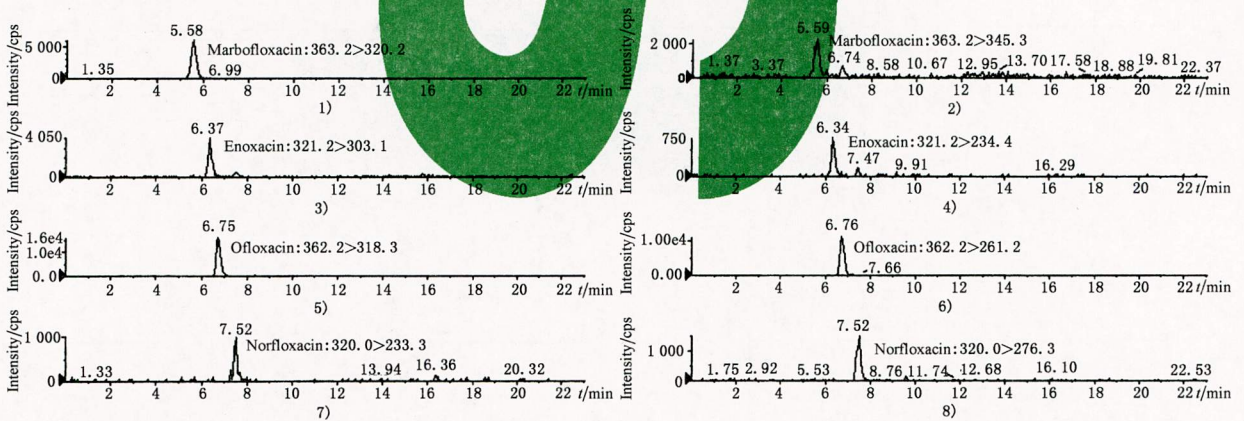 Intensity/cps
5.58
5 000
Marbofloxacin:363.2>320.2
1.35
6.99
0
2 4 6 8 10 12 14 16 18 20 22 t/min
1)
Intensity/cps
5.59
2 000
Marbofloxacin:363.2>345.3
1.37 3.37 6.74 8.58 10.67 12.95 13.70 17.58 18.88 19.81 22.37
0
2 4 6 8 10 12 14 16 18 20 22 t/min
2)
Intensity/cps
6.37
4 050
Enoxacin:321.2>303.1
0
2 4 6 8 10 12 14 16 18 20 22 t/min
3)
Intensity/cps
6.34
750
Enoxacin:321.2>234.4
7.47 9.91 16.29
0
2 4 6 8 10 12 14 16 18 20 22 t/min
4)
Intensity/cps
6.75
1.6e4
Ofloxacin:362.2>318.3
1.0e4
0.0
2 4 6 8 10 12 14 16 18 20 22 t/min
5)
Intensity/cps
6.76
1.00e4
Ofloxacin:362.2>261.2
7.66
0.00
2 4 6 8 10 12 14 16 18 20 22 t/min
6)
Intensity/cps
7.52
1 000
Norfloxacin:320.0>233.3
1.33 13.94 16.36 20.32
0
2 4 6 8 10 12 14 16 18 20 22 t/min
7)
Intensity/cps
7.52
1 000
Norfloxacin:320.0>276.3
1.75 2.92 5.53 8.76 11.74 12.68 16.10 22.53
0
2 4 6 8 10 12 14 16 18 20 22 t/min
8)